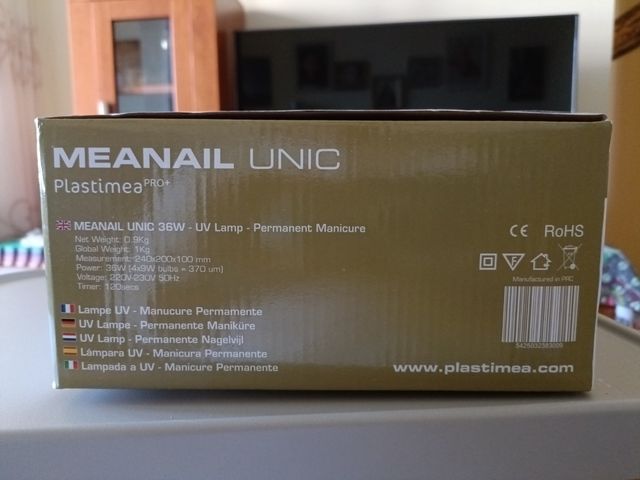 MEANAIL UNIC
Plastimea PRO+
MEANAIL UNIC 36W - UV Lamp - Permanent Manicure
Net Weight: 0.9Kg
Global Weight: 1Kg
Measurement: 240x200x100 mm
Power: 36W (4x9W bulbs = 370 um)
Voltage: 220V-230V 50Hz
Timer: 120secs
CE RoHS
F
Manufactured in PRC
5425032383009
Lampe UV - Manucure Permamente
UV Lampe - Permanente Maniküre
UV Lamp - Permanente Nagelvijl
Lámpara UV - Manicura Permanente
Lampada a UV - Manicure Permanente
www.plastimea.com